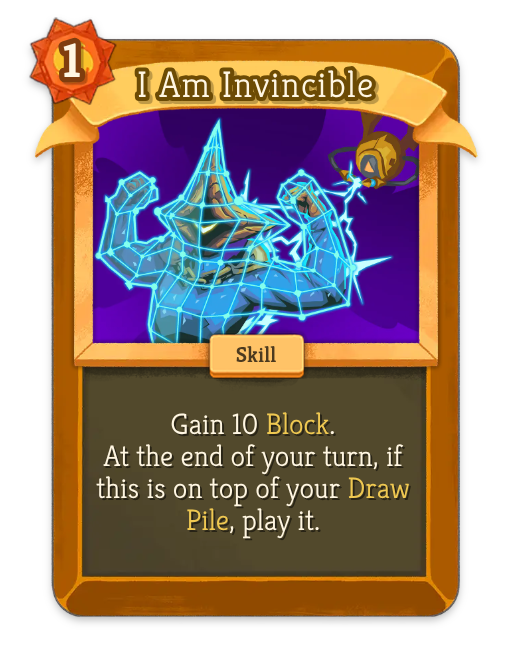 1
I Am Invincible
Skill
Gain 10 Block.
At the end of your turn, if
this is on top of your Draw
Pile, play it.